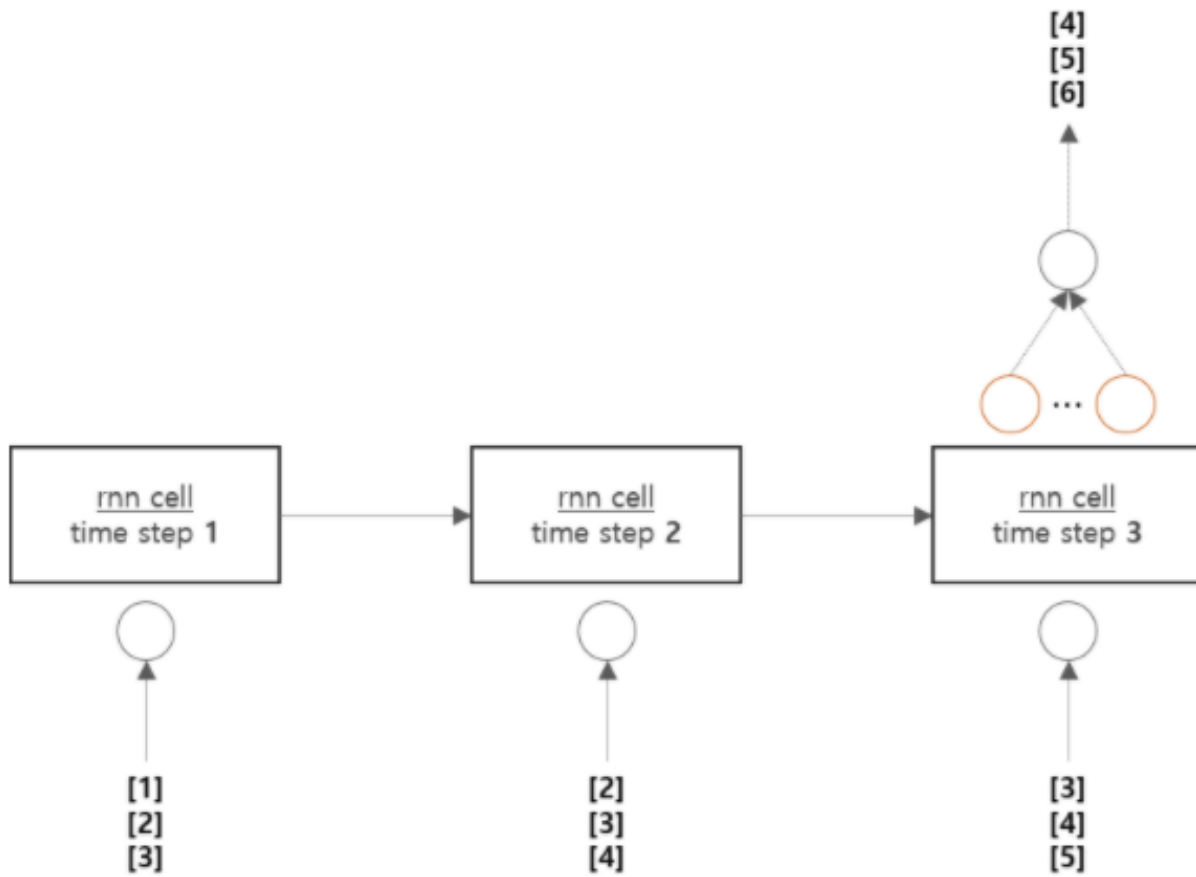 [4]
[5]
[6]
...
rnn cell
time step 1
rnn cell
time step 2
rnn cell
time step 3
[1]
[2]
[3]
[2]
[3]
[4]
[3]
[4]
[5]